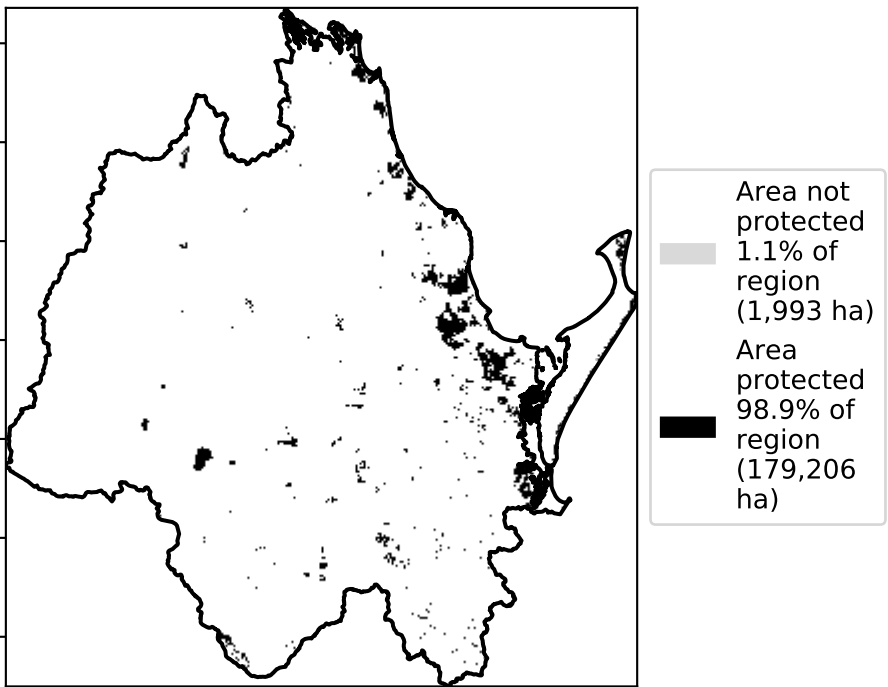 Area not
protected
1.1% of
region
(1,993 ha)
Area
protected
98.9% of
region
(179,206
ha)